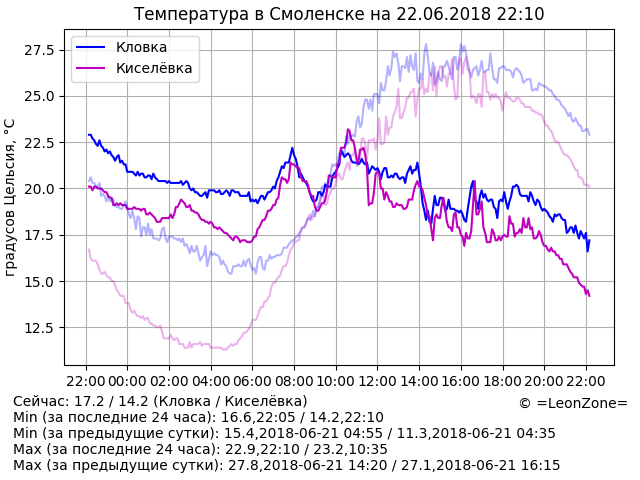 Температура в Смоленске на 22.06.2018 22:10
Кловка
Киселёвка
градусов Цельсия, °C
27.5
25.0
22.5
20.0
17.5
15.0
12.5
22:00 00:00 02:00 04:00 06:00 08:00 10:00 12:00 14:00 16:00 18:00 20:00 22:00
Сейчас: 17.2 / 14.2 (Кловка / Киселёвка)
© =LeonZone=
Min (за последние 24 часа): 16.6,22:05 / 14.2,22:10
Min (за предыдущие сутки): 15.4,2018-06-21 04:55 / 11.3,2018-06-21 04:35
Max (за последние 24 часа): 22.9,22:10 / 23.2,10:35
Max (за предыдущие сутки): 27.8,2018-06-21 14:20 / 27.1,2018-06-21 16:15